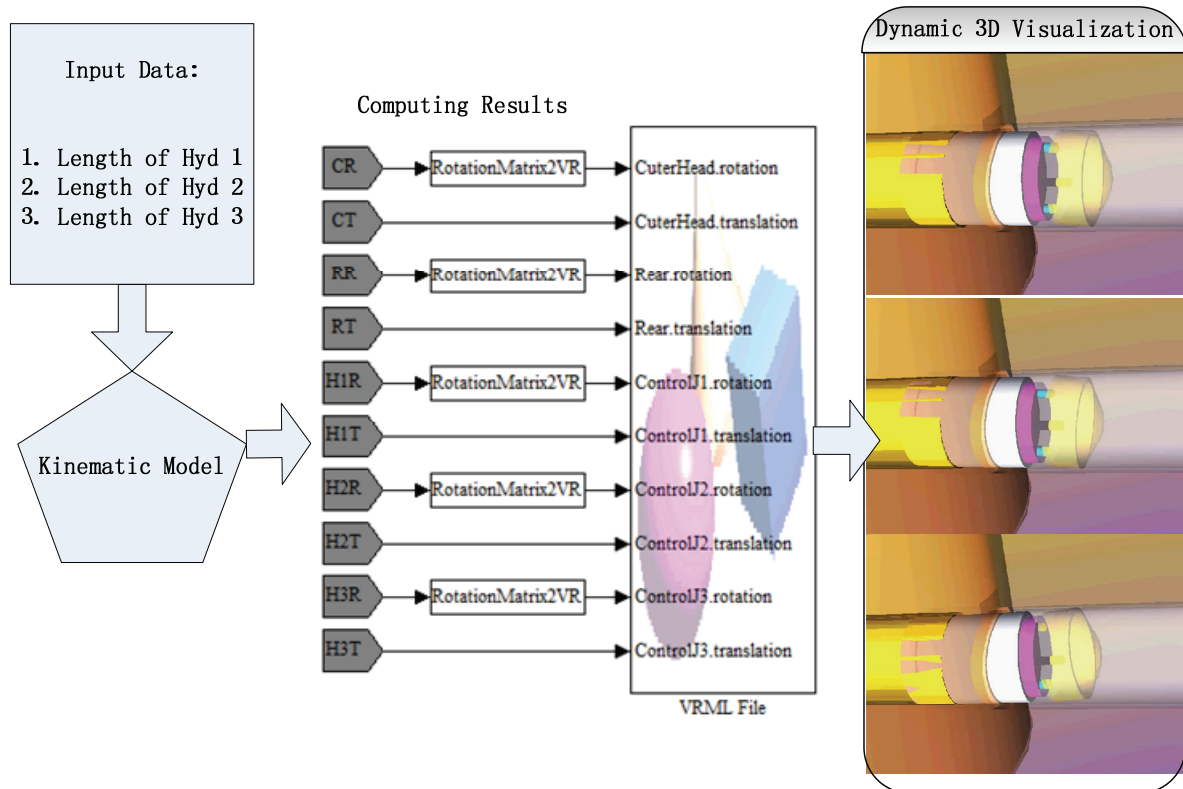 Input Data:
1. Length of Hyd 1
2. Length of Hyd 2
3. Length of Hyd 3
Kinematic Model
Computing Results
CR
RotationMatrix2VR
CuterHead.rotation
CT
CuterHead.translation
RR
RotationMatrix2VR
Rear.rotation
RT
Rear.translation
H1R
RotationMatrix2VR
ControlJ1.rotation
H1T
ControlJ1.translation
H2R
RotationMatrix2VR
ControlJ2.rotation
H2T
ControlJ2.translation
H3R
RotationMatrix2VR
ControlJ3.rotation
H3T
ControlJ3.translation
VRML File
Dynamic 3D Visualization